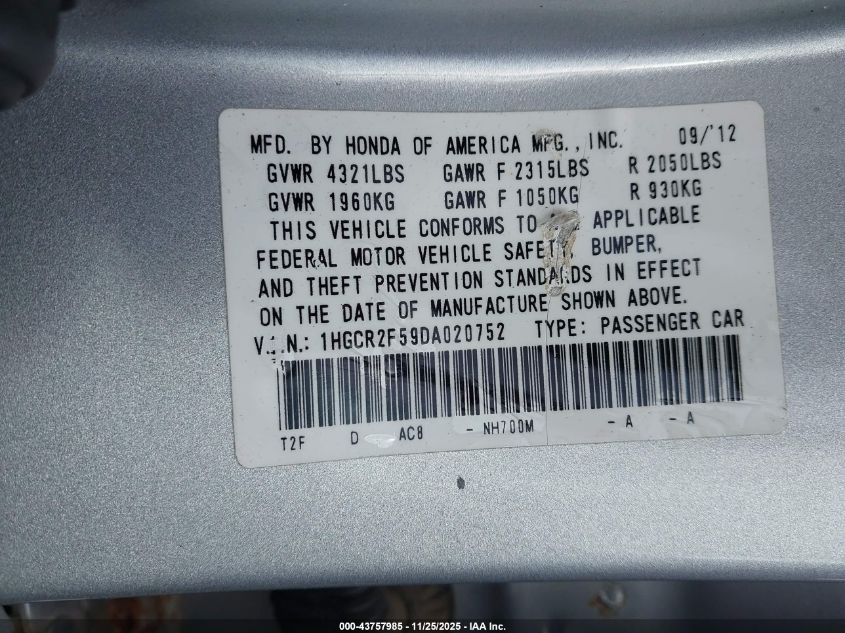 MFD. BY HONDA OF AMERICA MFG., INC. 09/'12
GVWR 4321LBS GAWR F 2315LBS R 2050LBS
GVWR 1960KG GAWR F 1050KG R 930KG
THIS VEHICLE CONFORMS TO APPLICABLE
FEDERAL MOTOR VEHICLE SAFETY BUMPER,
AND THEFT PREVENTION STANDARDS IN EFFECT
ON THE DATE OF MANUFACTURE SHOWN ABOVE.
V.I.N.: 1HGCR2F59DA020752 TYPE: PASSENGER CAR
T2F D AC8 - NH700M - A - A
000-43757985 — 11/25/2025 — IAA Inc.